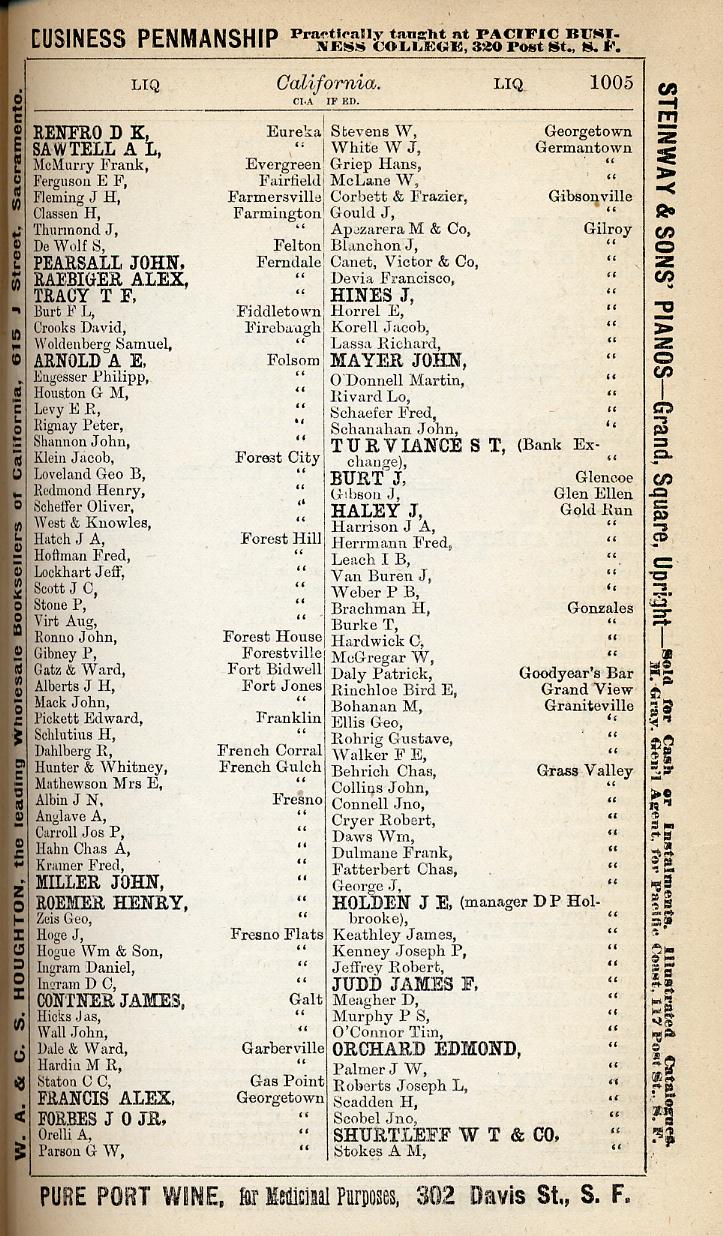 BUSINESS PENMANSHIP Practically taught at PACIFIC BUSI-
NESS COLLEGE, 320 Post St., S. F.
LIQ California. LIQ 1005
CLASSIFIED.
RENFRO D K, Eureka
SAWTELL A L, “
McMurry Frank, Evergreen
Ferguson E F, Fairfield
Fleming J H, Farmersville
Classen H, Farmington
Thurmond J, “
De Wolf S, Felton
PEARSALL JOHN, Ferndale
RAEBIGER ALEX, “
TRACY T F, “
Burt F L, Fiddletown
Crooks David, Firebaugh
Woldenberg Samuel, “
ARNOLD A E, Folsom
Engesser Philipp, “
Houston G M, “
Levy E R, “
Rignay Peter, “
Shannon John, “
Klein Jacob, Forest City
Loveland Geo B, “
Redmond Henry, “
Scheffer Oliver, “
West & Knowles, “
Hatch J A, Forest Hill
Hoffman Fred, “
Lockhart Jeff, “
Scott J C, “
Stone P, “
Virt Aug, “
Ronno John, Forest House
Gibney P, Forestville
Gatz & Ward, Fort Bidwell
Alberts J H, Fort Jones
Mack John, “
Pickett Edward, Franklin
Schlutius H, “
Dahlberg R, French Corral
Hunter & Whitney, French Gulch
Mathewson Mrs E, “
Albin J N, Fresno
Anglave A, “
Carroll Jos P, “
Hahn Chas A, “
Kramer Fred, “
MILLER JOHN, “
ROEMER HENRY, “
Zeis Geo, “
Hoge J, Fresno Flats
Hogue Wm & Son, “
Ingram Daniel, “
Ingram D C, “
CONTNER JAMES, Galt
Hicks Jas, “
Wall John, “
Dale & Ward, Garberville
Hardin M R, “
Staton C C, Gas Point
FRANCIS ALEX, Georgetown
FORBES J O JR, “
Orelli A, “
Parson G W, “
Stevens W, Georgetown
White W J, Germantown
Griep Hans, “
McLane W, “
Corbett & Frazier, Gibsonville
Gould J, “
Apezarera M & Co, Gilroy
Blanchon J, “
Canet, Victor & Co, “
Devia Francisco, “
HINES J, “
Horrel E, “
Korell Jacob, “
Lassa Richard, “
MAYER JOHN, “
O'Donnell Martin, “
Rivard Lo, “
Schaefer Fred, “
Schanahan John, “
TURVIANCE S T, (Bank Ex-
change), “
BURT J, Glencoe
Gibson J, Glen Ellen
HALEY J, Gold Run
Harrison J A, “
Herrmann Fred, “
Leach I B, “
Van Buren J, “
Weber P B, “
Brachman H, Gonzales
Burke T, “
Hardwick C, “
McGregar W, “
Daly Patrick, Goodyear's Bar
Rinchloe Bird E, Grand View
Bohanan M, Graniteville
Ellis Geo, “
Rohrig Gustave, “
Walker F E, “
Behrich Chas, Grass Valley
Collins John, “
Connell Jno, “
Cryer Robert, “
Daws Wm, “
Dulmane Frank, “
Fatterbert Chas, “
George J, “
HOLDEN J E, (manager D P Hol-
brooke), “
Keathley James, “
Kenney Joseph P, “
Jeffrey Robert, “
JUDD JAMES F, “
Meagher D, “
Murphy P S, “
O'Connor Tim, “
ORCHARD EDMOND, “
Palmer J W, “
Roberts Joseph L, “
Scadden H, “
Scobel Jno, “
SHURTLEFF W T & CO, “
Stokes A M, “
W. A. & C. S. HOUGHTON, the leading Wholesale Booksellers of California, 615 J Street, Sacramento.
STEINWAY & SONS' PIANOS—Grand, Square, Upright—Sold for Cash or Instalments. Illustrated Catalogues.
M. Gray, Gen'l Agent, for Pacific Coast, 117 Post St., S. F.
PURE PORT WINE, for Medicinal Purposes, 302 Davis St., S. F.